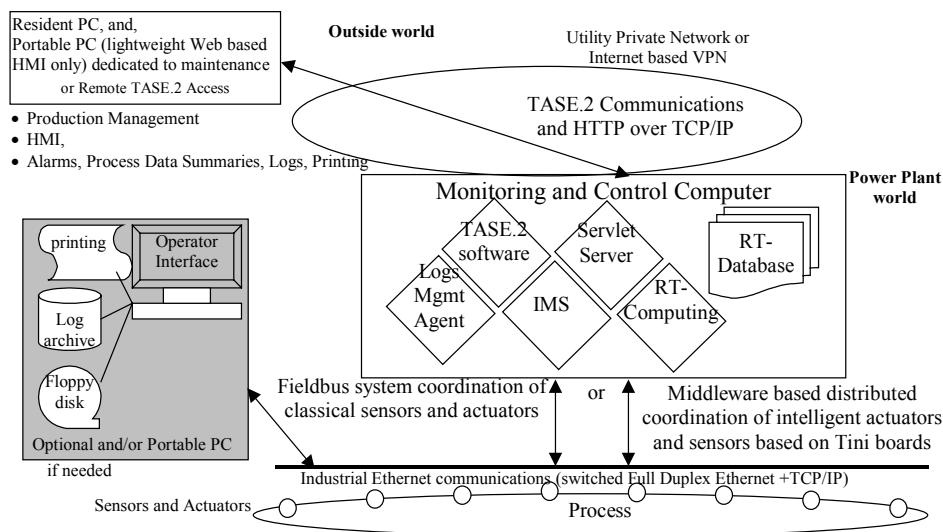 Resident PC, and,
Portable PC (lightweight Web based
HMI only) dedicated to maintenance
or Remote TASE.2 Access
• Production Management
• HMI,
• Alarms, Process Data Summaries, Logs, Printing
Outside world
Utility Private Network or
Internet based VPN
TASE.2 Communications
and HTTP over TCP/IP
Power Plant
world
Monitoring and Control Computer
TASE.2
software
Servlet
Server
RT-
Database
Logs
Mgmt
Agent
IMS
RT-
Computing
printing
Operator
Interface
Log
archive
Floppy
disk
Optional and/or Portable PC
if needed
Fieldbus system coordination of
classical sensors and actuators
or
Middleware based distributed
coordination of intelligent actuators
and sensors based on Tini boards
Industrial Ethernet communications (switched Full Duplex Ethernet +TCP/IP)
Sensors and Actuators
Process